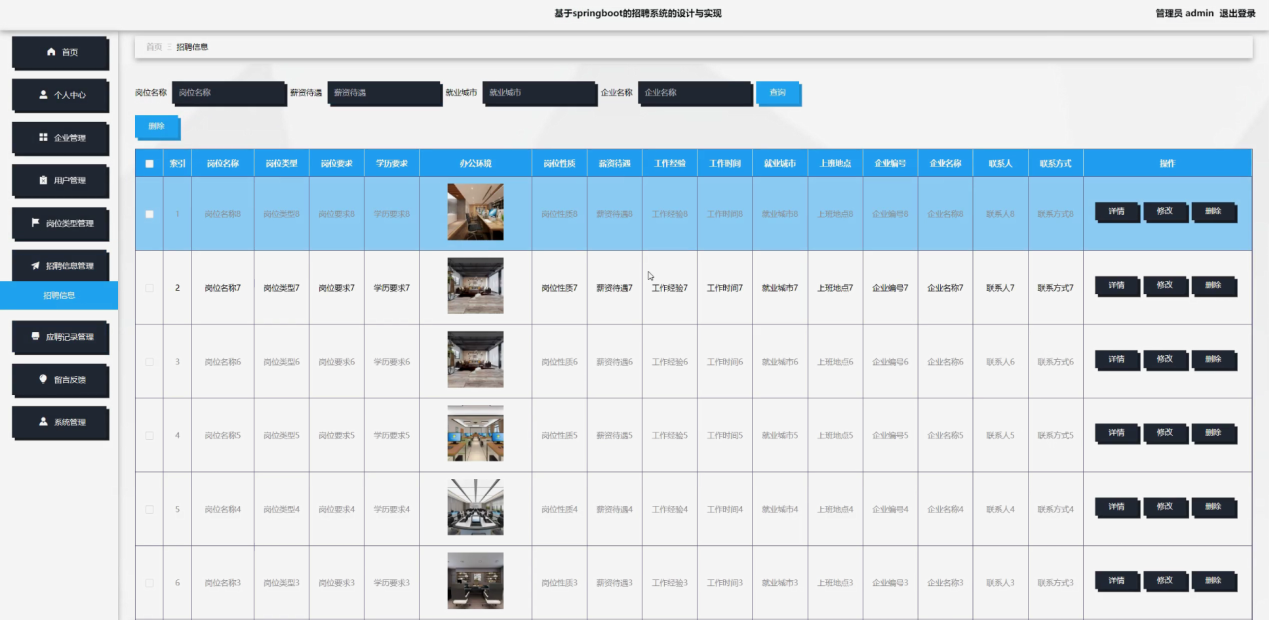 基于springboot的招聘系统的设计与实现
管理员 admin 退出登录
首页
个人中心
企业管理
用户管理
岗位类型管理
招聘信息管理
招聘信息
应聘记录管理
留言反馈
系统管理
首页 招聘信息
岗位名称 岗位名称 薪资待遇 薪资待遇 就业城市 就业城市 企业名称 企业名称 查询
删除
索引 岗位名称 岗位类型 岗位要求 学历要求 办公环境 岗位性质 薪资待遇 工作经验 工作时间 就业城市 上班地点 企业编号 企业名称 联系人 联系方式 操作
1 岗位名称8 岗位类型8 岗位要求8 学历要求8 岗位性质8 薪资待遇8 工作经验8 工作时间8 就业城市8 上班地点8 企业编号8 企业名称8 联系人8 联系方式8 详情 修改 删除
2 岗位名称7 岗位类型7 岗位要求7 学历要求7 岗位性质7 薪资待遇7 工作经验7 工作时间7 就业城市7 上班地点7 企业编号7 企业名称7 联系人7 联系方式7 详情 修改 删除
3 岗位名称6 岗位类型6 岗位要求6 学历要求6 岗位性质6 薪资待遇6 工作经验6 工作时间6 就业城市6 上班地点6 企业编号6 企业名称6 联系人6 联系方式6 详情 修改 删除
4 岗位名称5 岗位类型5 岗位要求5 学历要求5 岗位性质5 薪资待遇5 工作经验5 工作时间5 就业城市5 上班地点5 企业编号5 企业名称5 联系人5 联系方式5 详情 修改 删除
5 岗位名称4 岗位类型4 岗位要求4 学历要求4 岗位性质4 薪资待遇4 工作经验4 工作时间4 就业城市4 上班地点4 企业编号4 企业名称4 联系人4 联系方式4 详情 修改 删除
6 岗位名称3 岗位类型3 岗位要求3 学历要求3 岗位性质3 薪资待遇3 工作经验3 工作时间3 就业城市3 上班地点3 企业编号3 企业名称3 联系人3 联系方式3 详情 修改 删除